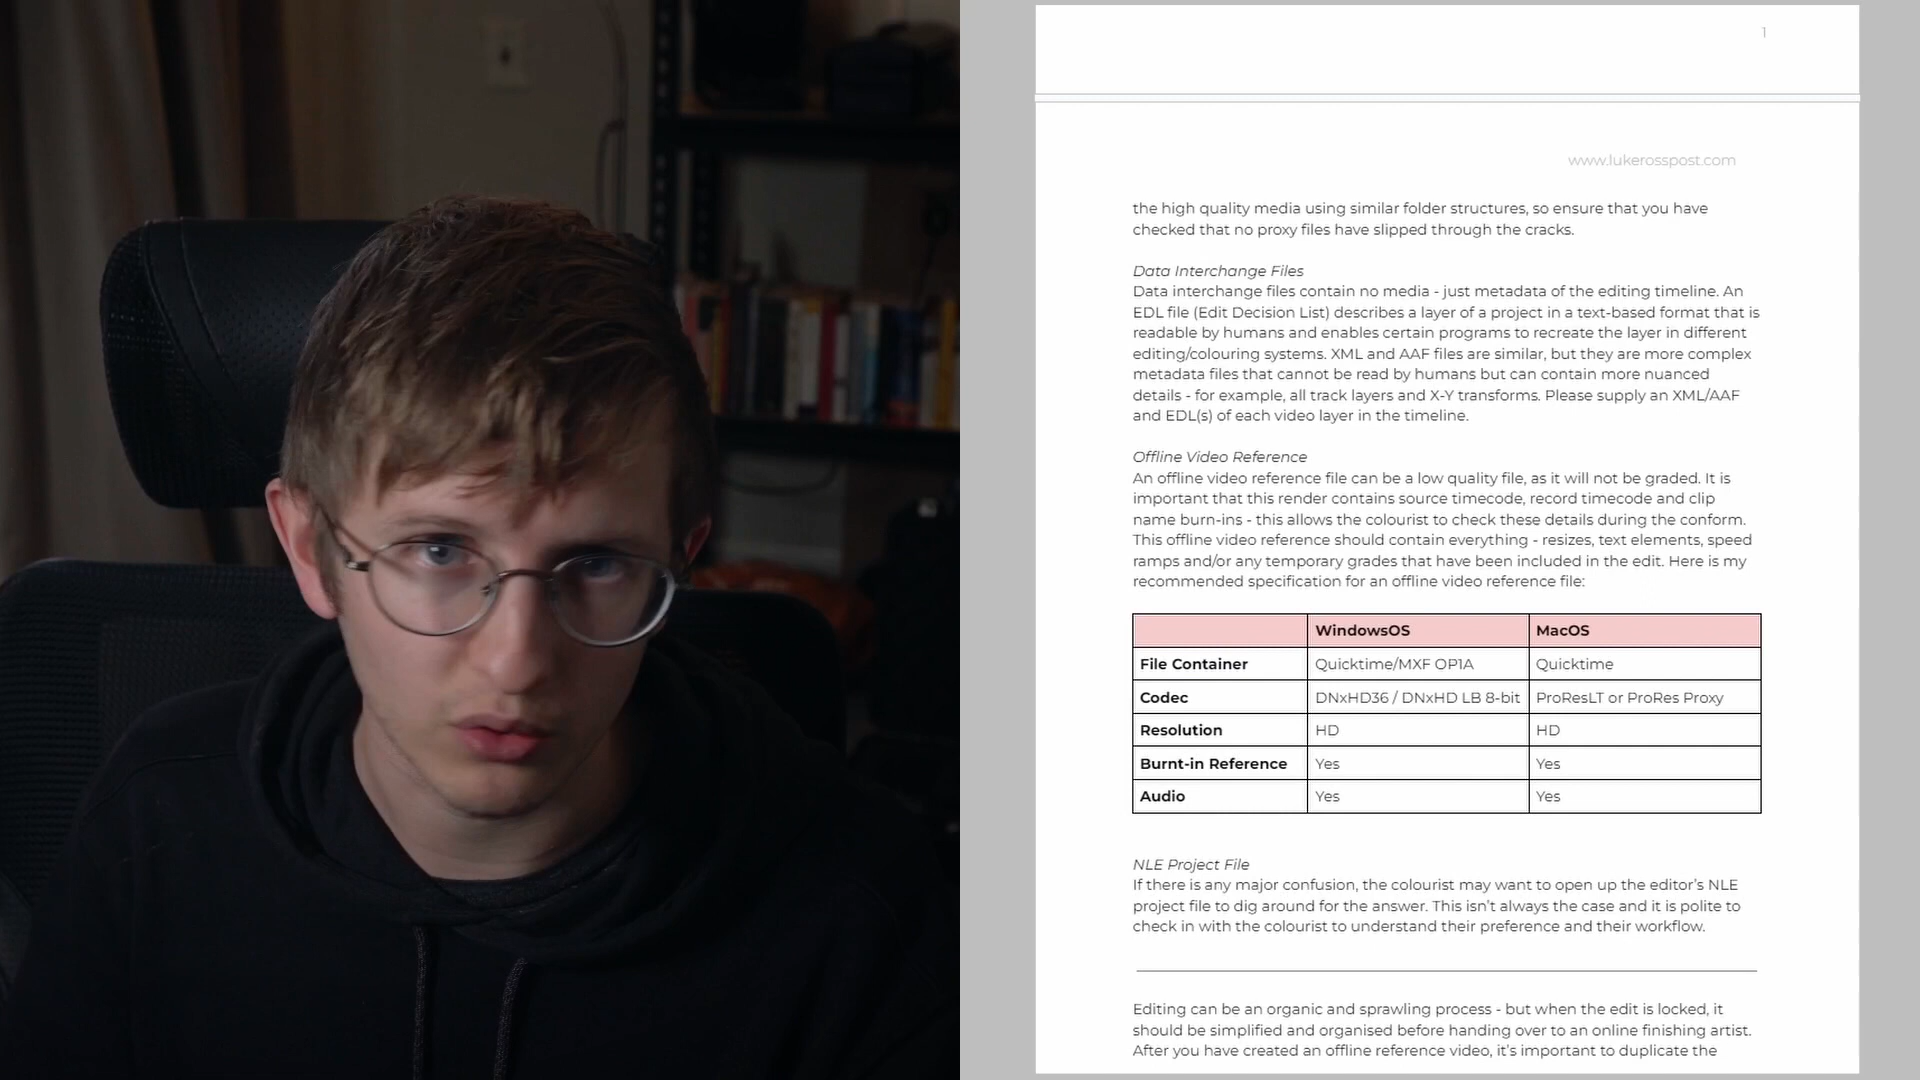 1
www.lukerosspost.com
the high quality media using similar folder structures, so ensure that you have
checked that no proxy files have slipped through the cracks.
Data Interchange Files
Data interchange files contain no media - just metadata of the editing timeline. An
EDL file (Edit Decision List) describes a layer of a project in a text-based format that is
readable by humans and enables certain programs to recreate the layer in different
editing/colouring systems. XML and AAF files are similar, but they are more complex
metadata files that cannot be read by humans but can contain more nuanced
details - for example, all track layers and X-Y transforms. Please supply an XML/AAF
and EDL(s) of each video layer in the timeline.
Offline Video Reference
An offline video reference file can be a low quality file, as it will not be graded. It is
important that this render contains source timecode, record timecode and clip
name burn-ins - this allows the colourist to check these details during the conform.
This offline video reference should contain everything - resizes, text elements, speed
ramps and/or any temporary grades that have been included in the edit. Here is my
recommended specification for an offline video reference file:
WindowsOS MacOS
File Container Quicktime/MXF OP1A Quicktime
Codec DNxHD36 / DNxHD LB 8-bit ProResLT or ProRes Proxy
Resolution HD HD
Burnt-in Reference Yes Yes
Audio Yes Yes
NLE Project File
If there is any major confusion, the colourist may want to open up the editor's NLE
project file to dig around for the answer. This isn't always the case and it is polite to
check in with the colourist to understand their preference and their workflow.
Editing can be an organic and sprawling process - but when the edit is locked, it
should be simplified and organised before handing over to an online finishing artist.
After you have created an offline reference video, it's important to duplicate the